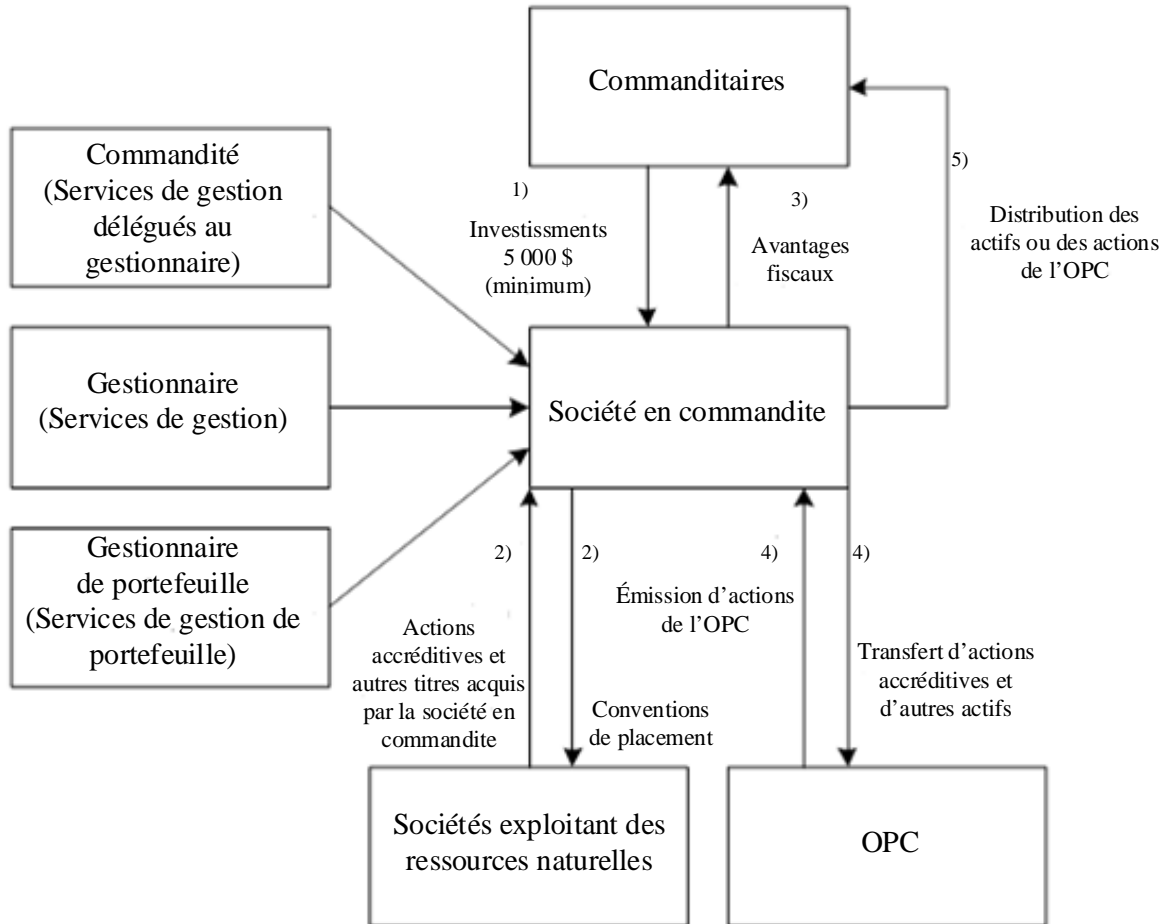 Commanditaires
Commandité
(Services de gestion
délégués au
gestionnaire)
1)
Investissments
5 000 $
(minimum)
3)
Avantages
fiscaux
5)
Distribution des
actifs ou des actions
de l’OPC
Gestionnaire
(Services de gestion)
Société en commandite
Gestionnaire
de portefeuille
(Services de gestion de
portefeuille)
2)
Actions
accréditives et
autres titres acquis
par la société en
commandite
2)
Conventions
de placement
4)
Émission d’actions
de l’OPC
4)
Transfert d’actions
accréditives et
d’autres actifs
Sociétés exploitant des
ressources naturelles
OPC